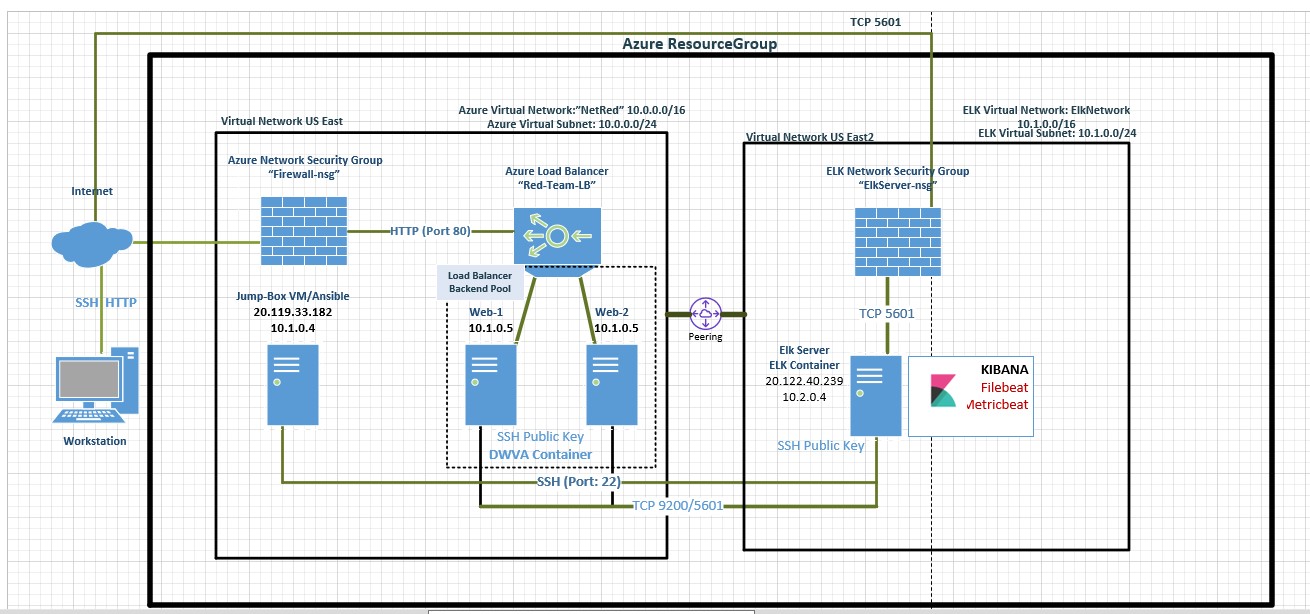 TCP 5601
Azure ResourceGroup
Azure Virtual Network:"NetRed" 10.0.0.0/16
Azure Virtual Subnet: 10.0.0.0/24
Virtual Network US East
ELK Virtual Network: ElkNetwork
10.1.0.0/16
ELK Virtual Subnet: 10.1.0.0/24
Virtual Network US East2
Azure Network Security Group
“Firewall-nsg”
Azure Load Balancer
“Red-Team-LB”
ELK Network Security Group
“ElkServer-nsg”
Internet
HTTP (Port 80)
Load Balancer
Backend Pool
SSH HTTP
Jump-Box VM/Ansible
20.119.33.182
10.1.0.4
Web-1
10.1.0.5
Web-2
10.1.0.5
Peering
TCP 5601
Elk Server
ELK Container
20.122.40.239
10.2.0.4
KIBANA
Filebeat
Metricbeat
Workstation
SSH Public Key
DWVA Container
SSH Public Key
SSH (Port: 22)
TCP 9200/5601